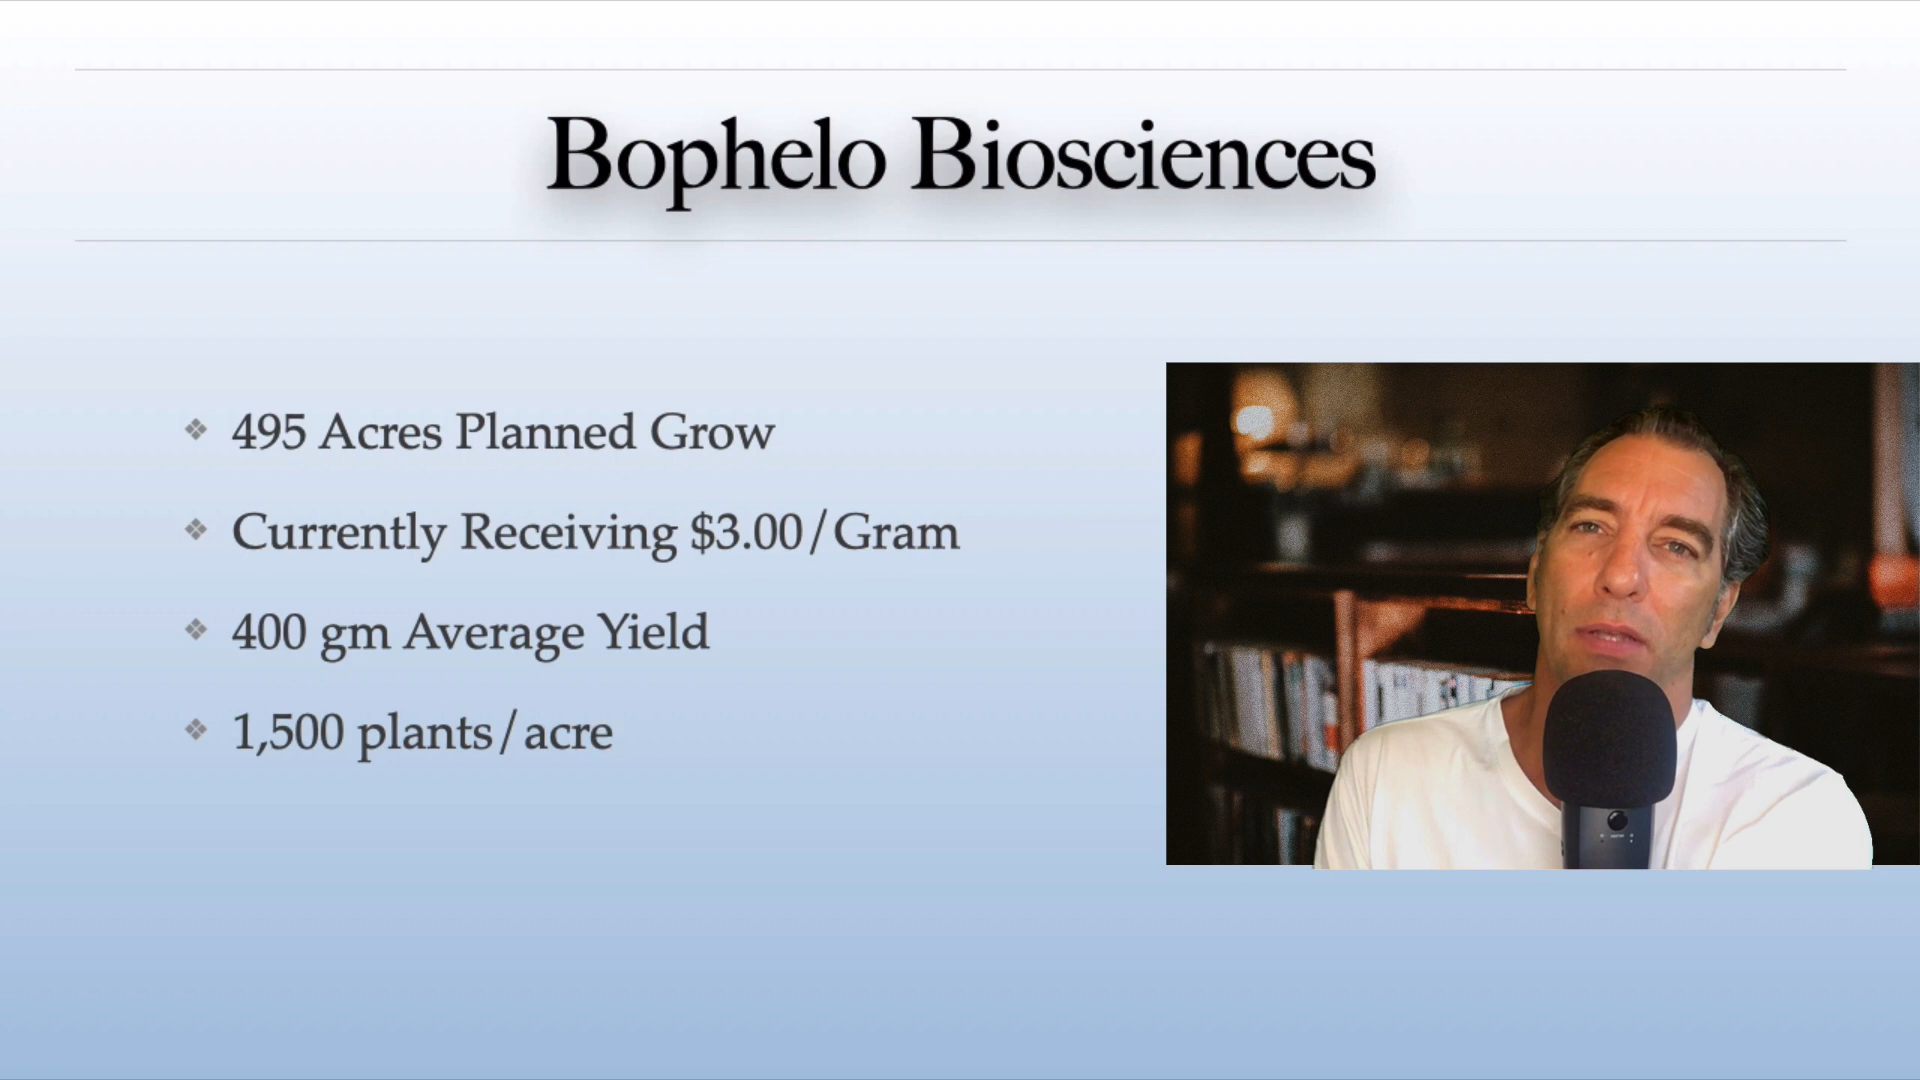 Bophelo Biosciences
495 Acres Planned Grow
Currently Receiving $3.00/Gram
400 gm Average Yield
1,500 plants/acre